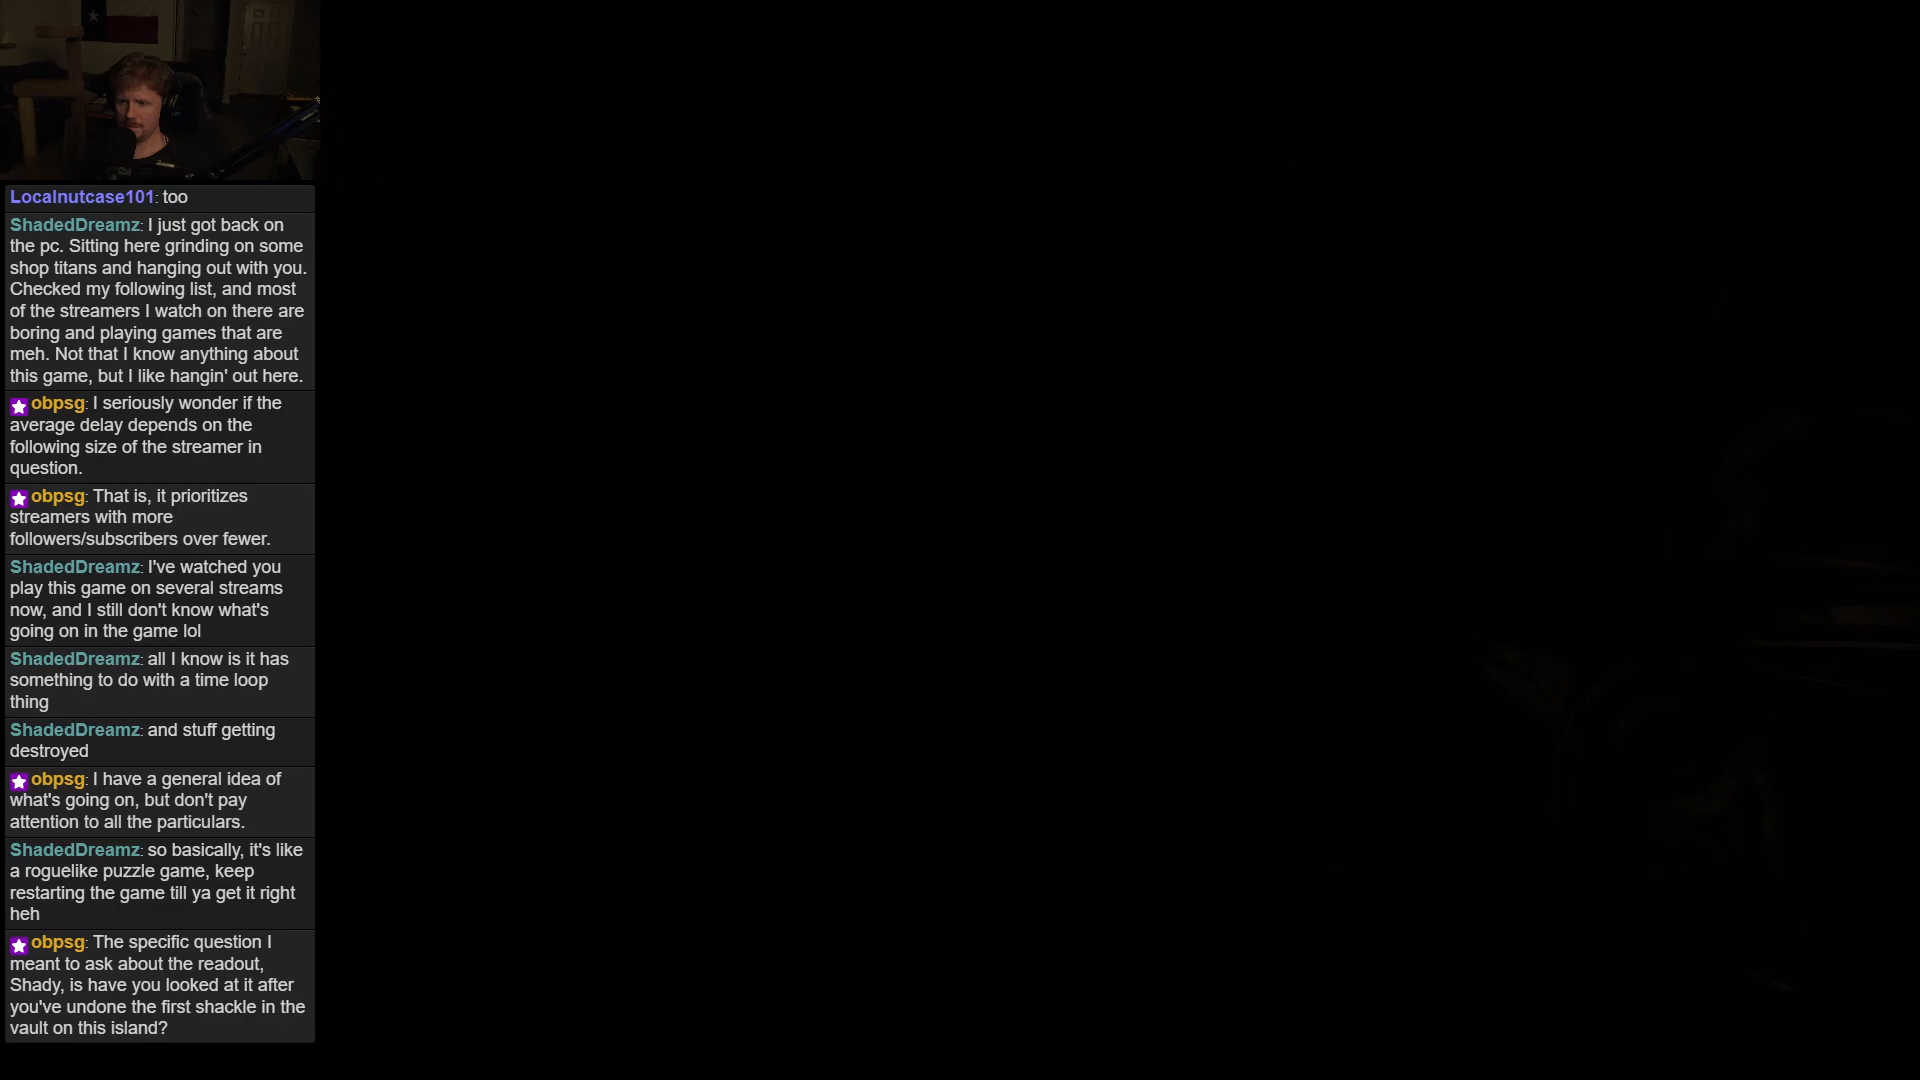 Localnutcase101: too
ShadedDreamz: I just got back on
the pc. Sitting here grinding on some
shop titans and hanging out with you.
Checked my following list, and most
of the streamers I watch on there are
boring and playing games that are
meh. Not that I know anything about
this game, but I like hangin' out here.
obpsg: I seriously wonder if the
average delay depends on the
following size of the streamer in
question.
obpsg: That is, it prioritizes
streamers with more
followers/subscribers over fewer.
ShadedDreamz: I've watched you
play this game on several streams
now, and I still don't know what's
going on in the game lol
ShadedDreamz: all I know is it has
something to do with a time loop
thing
ShadedDreamz: and stuff getting
destroyed
obpsg: I have a general idea of
what's going on, but don't pay
attention to all the particulars.
ShadedDreamz: so basically, it's like
a roguelike puzzle game, keep
restarting the game till ya get it right
heh
obpsg: The specific question I
meant to ask about the readout,
Shady, is have you looked at it after
you've undone the first shackle in the
vault on this island?